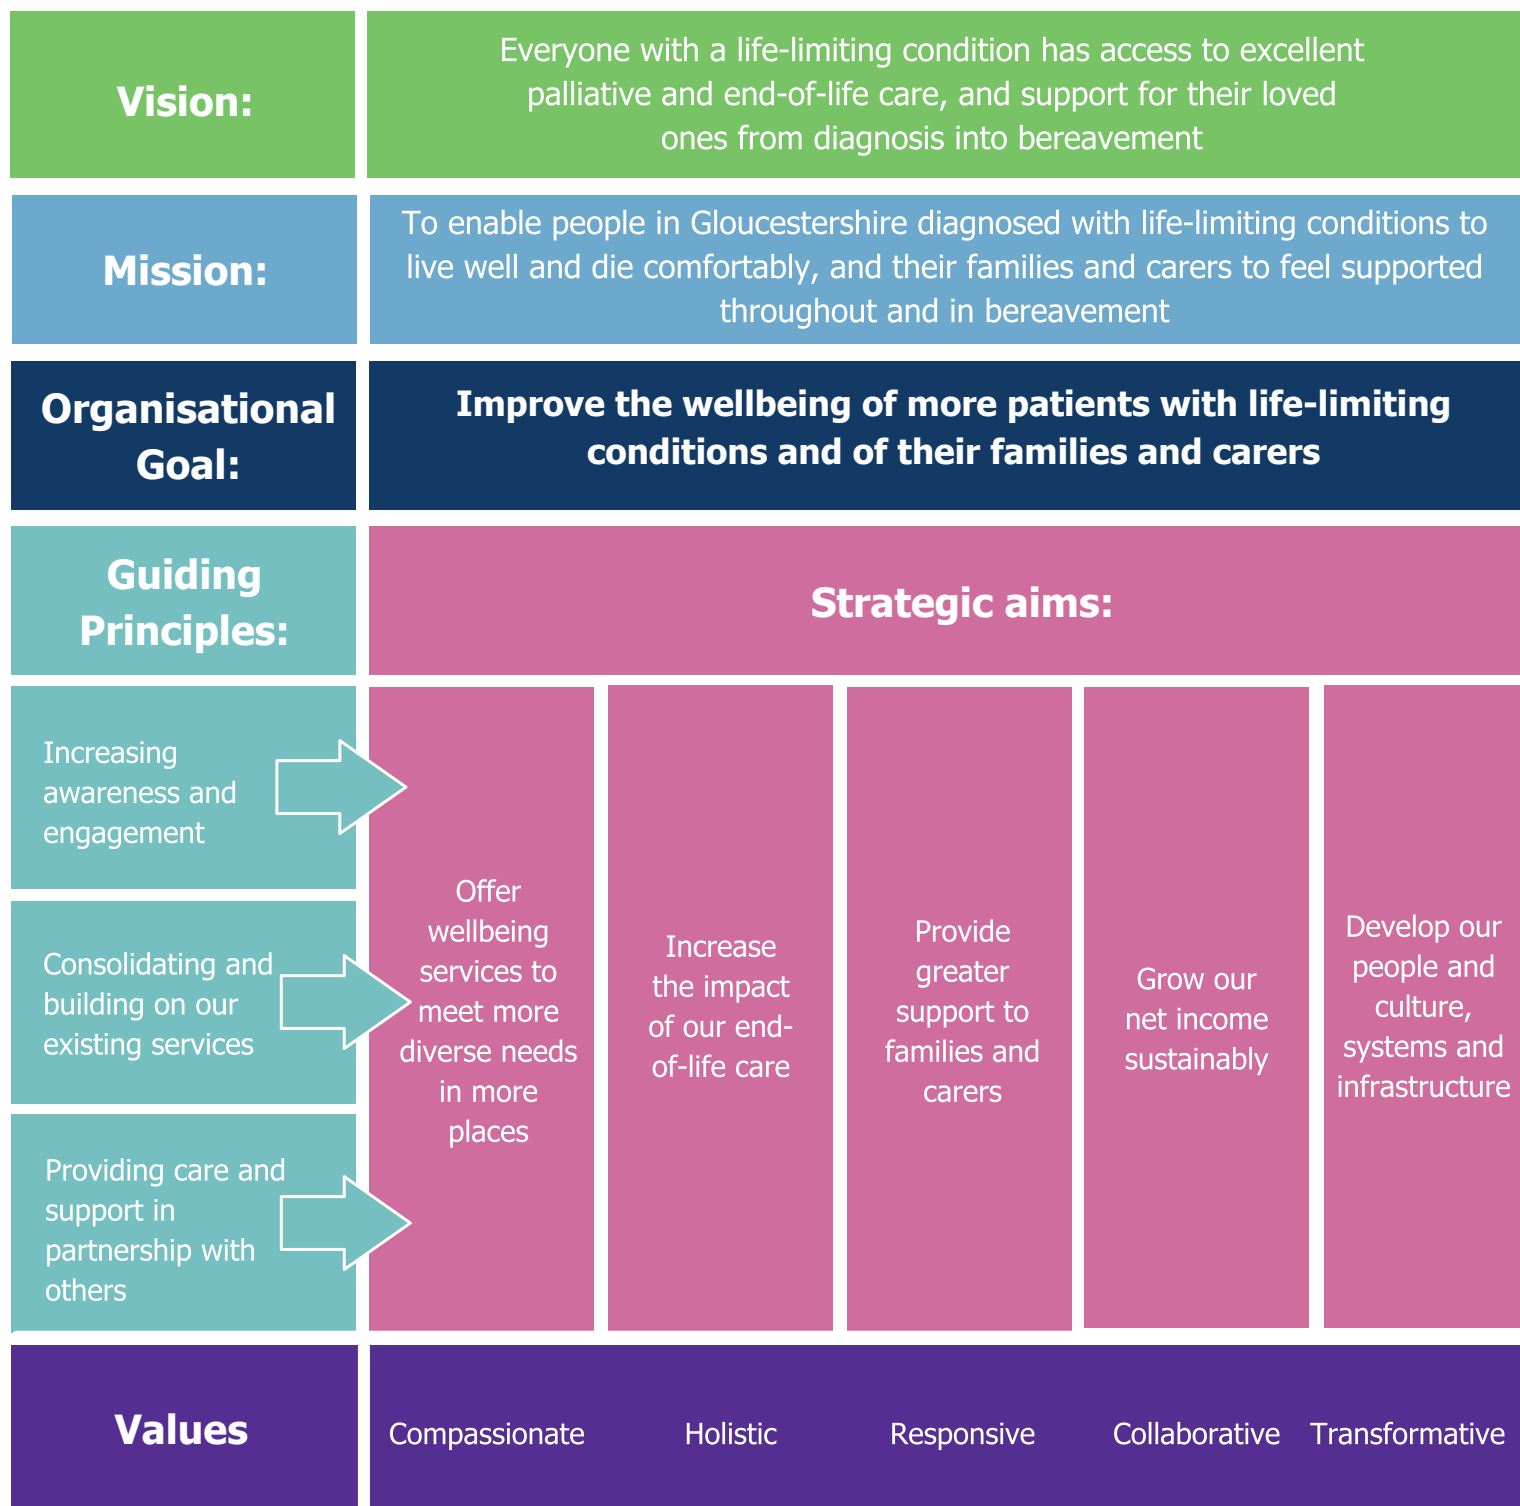 Vision:
Everyone with a life-limiting condition has access to excellent
palliative and end-of-life care, and support for their loved
ones from diagnosis into bereavement
Mission:
To enable people in Gloucestershire diagnosed with life-limiting conditions to
live well and die comfortably, and their families and carers to feel supported
throughout and in bereavement
Organisational
Goal:
Improve the wellbeing of more patients with life-limiting
conditions and of their families and carers
Guiding
Principles:
Strategic aims:
Increasing
awareness and
engagement
Consolidating and
building on our
existing services
Providing care and
support in
partnership with
others
Offer
wellbeing
services to
meet more
diverse needs
in more
places
Increase
the impact
of our end-
of-life care
Provide
greater
support to
families and
carers
Grow our
net income
sustainably
Develop our
people and
culture,
systems and
infrastructure
Values
Compassionate
Holistic
Responsive
Collaborative
Transformative